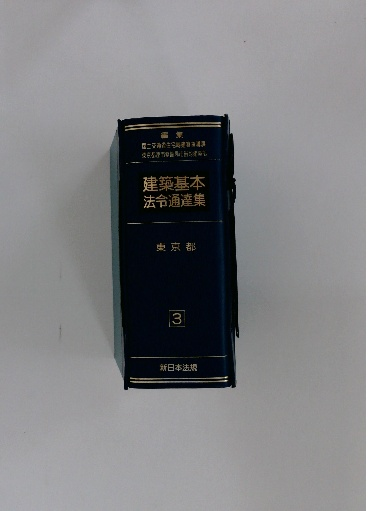 編集
建築基本
法令通達集
東京都
3
新日本法規